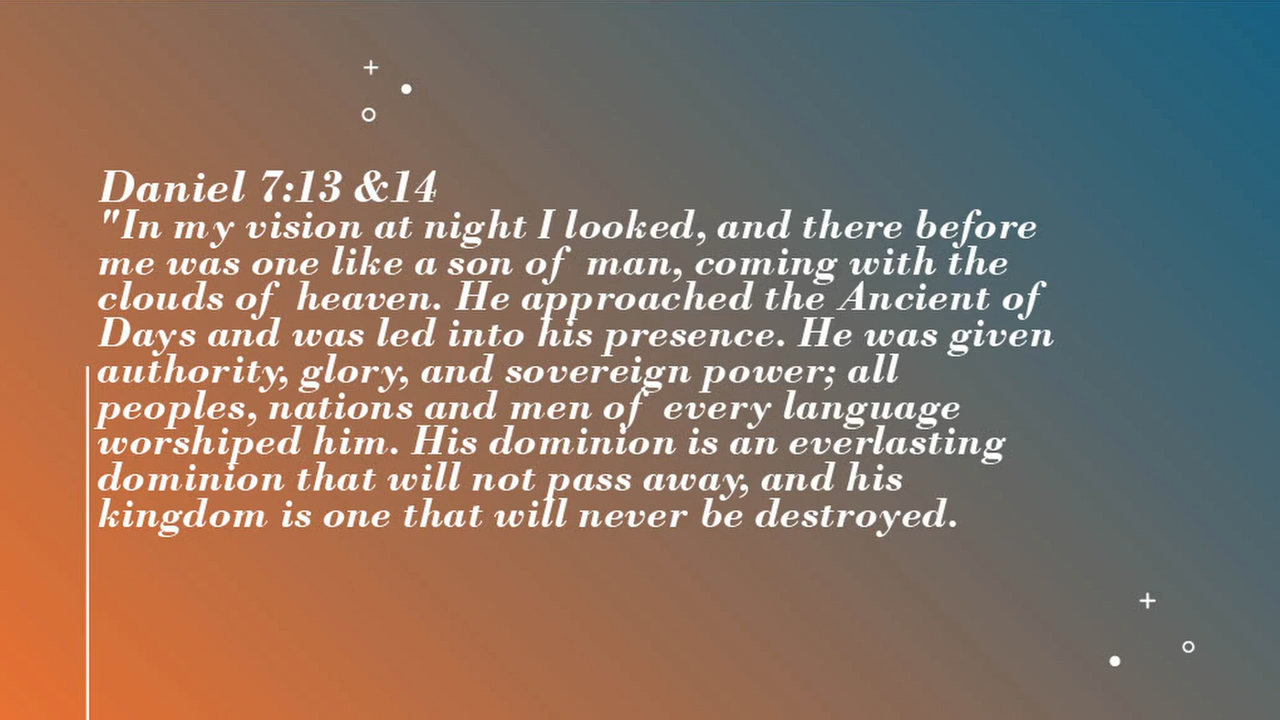 Daniel 7:13 &14
"In my vision at night I looked, and there before
me was one like a son of man, coming with the
clouds of heaven. He approached the Ancient of
Days and was led into his presence. He was given
authority, glory, and sovereign power; all
peoples, nations and men of every language
worshiped him. His dominion is an everlasting
dominion that will not pass away, and his
kingdom is one that will never be destroyed.